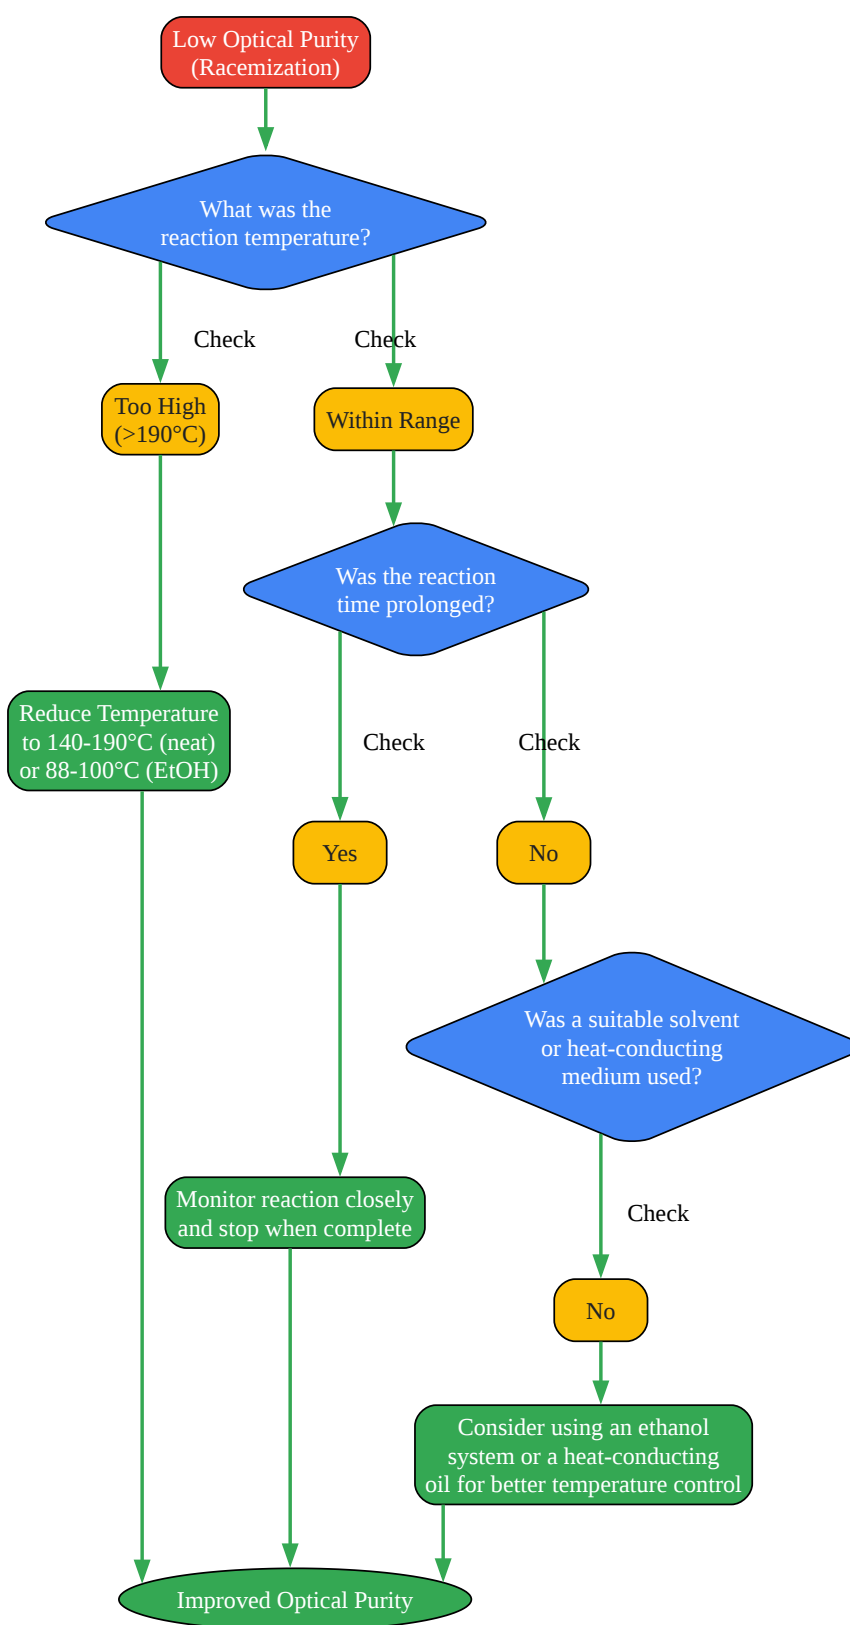 Low Optical Purity
(Racemization)
What was the
reaction temperature?
Check
Check
Too High
(>190°C)
Within Range
Was the reaction
time prolonged?
Reduce Temperature
to 140-190°C (neat)
or 88-100°C (EtOH)
Check
Check
Yes
No
Was a suitable solvent
or heat-conducting
medium used?
Monitor reaction closely
and stop when complete
Check
No
Consider using an ethanol
system or a heat-conducting
oil for better temperature control
Improved Optical Purity